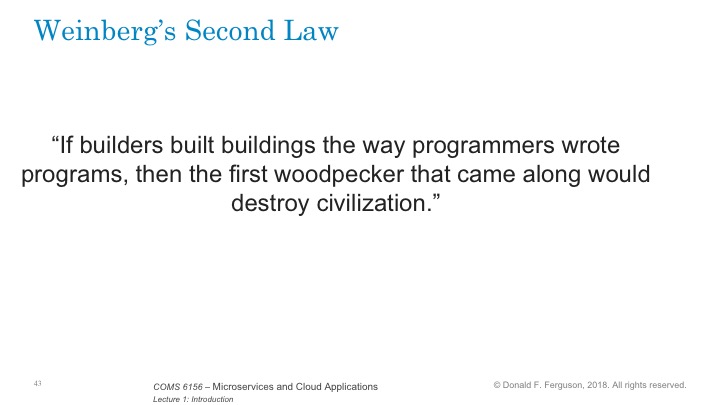 Weinberg’s Second Law
“If builders built buildings the way programmers wrote
programs, then the first woodpecker that came along would
destroy civilization.”
43
COMS 6156 – Microservices and Cloud Applications
Lecture 1: Introduction
© Donald F. Ferguson, 2018. All rights reserved.